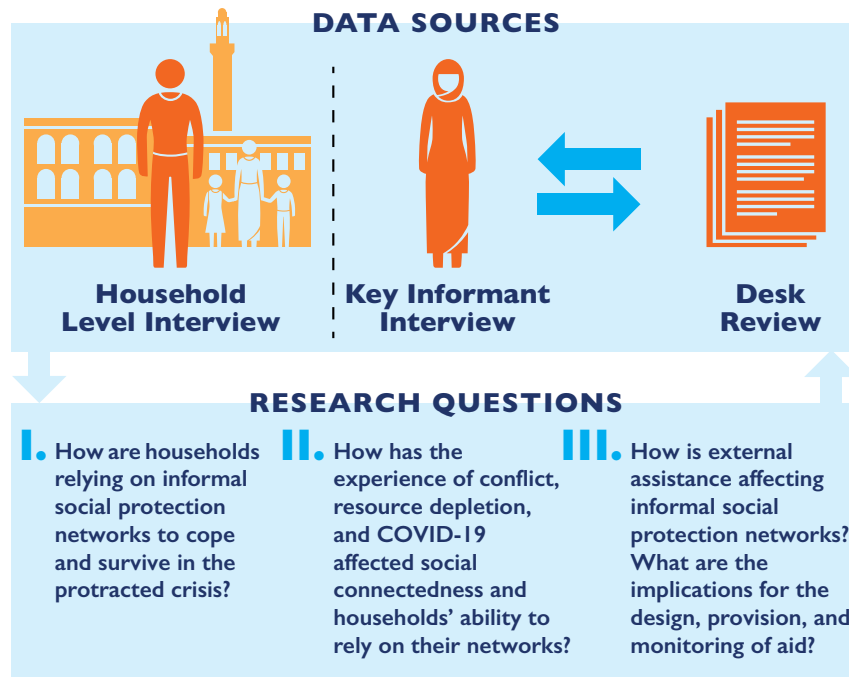 DATA SOURCES
Household
Level Interview
Key Informant
Interview
Desk
Review
RESEARCH QUESTIONS
I. How are households
relying on informal
social protection
networks to cope
and survive in the
protracted crisis?
II. How has the
experience of conflict,
resource depletion,
and COVID-19
affected social
connectedness and
households’ ability to
rely on their networks?
III. How is external
assistance affecting
informal social
protection networks?
What are the
implications for the
design, provision, and
monitoring of aid?